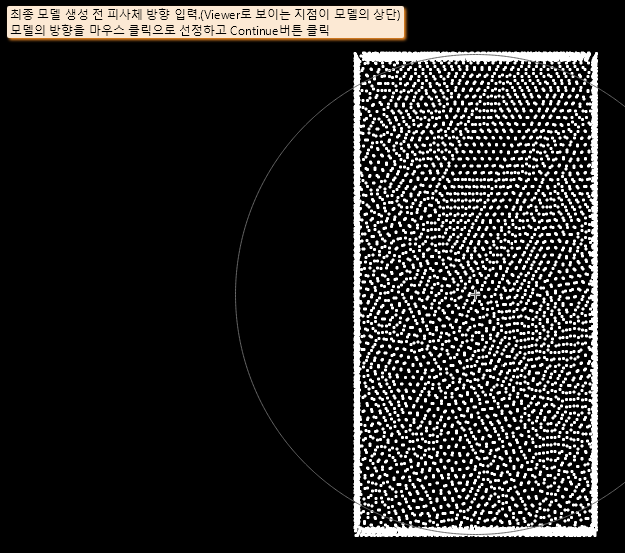 최종 모델 생성 전 피사체 방향 입력.(Viewer로 보이는 지점이 모델의 상단)
모델의 방향을 마우스 클릭으로 선정하고 Continue버튼 클릭